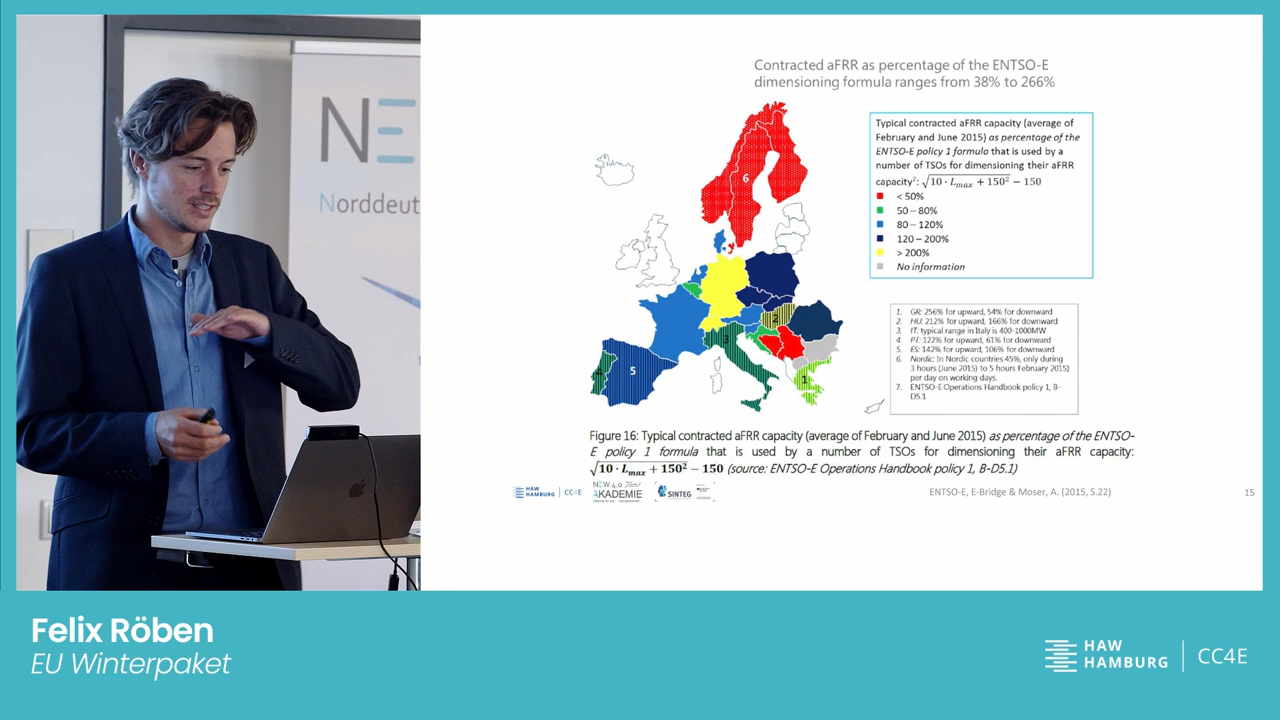 NE
Norddeut
Contracted aFRR as percentage of the ENTSO-E
dimensioning formula ranges from 38% to 266%
6
2
3
4
5
1
Typical contracted aFRR capacity (average of
February and June 2015) as percentage of the
ENTSO-E policy 1 formula that is used by a
number of TSOs for dimensioning their aFRR
capacity⁷: √10 · Lmax + 150² − 150
< 50%
50 – 80%
80 – 120%
120 – 200%
> 200%
No information
1. GR: 256% for upward, 54% for downward
2. HU: 212% for upward, 166% for downward
3. IT: typical range in Italy is 400-1000MW
4. PT: 122% for upward, 61% for downward
5. ES: 142% for upward, 106% for downward
6. Nordic: In Nordic countries 45%, only during
3 hours (June 2015) to 5 hours February 2015)
per day on working days.
7. ENTSO-E Operations Handbook policy 1, B-
D5.1
Figure 16: Typical contracted aFRR capacity (average of February and June 2015) as percentage of the ENTSO-
E policy 1 formula that is used by a number of TSOs for dimensioning their aFRR capacity:
√10 · Lmax + 150² − 150 (source: ENTSO-E Operations Handbook policy 1, B-D5.1)
HAW
HAMBURG
CC4E
NEW 4.0
AKADEMIE
SINTEG
ENTSO-E, E-Bridge & Moser, A. (2015, S.22)
15
Felix Röben
EU Winterpaket
HAW
HAMBURG
CC4E